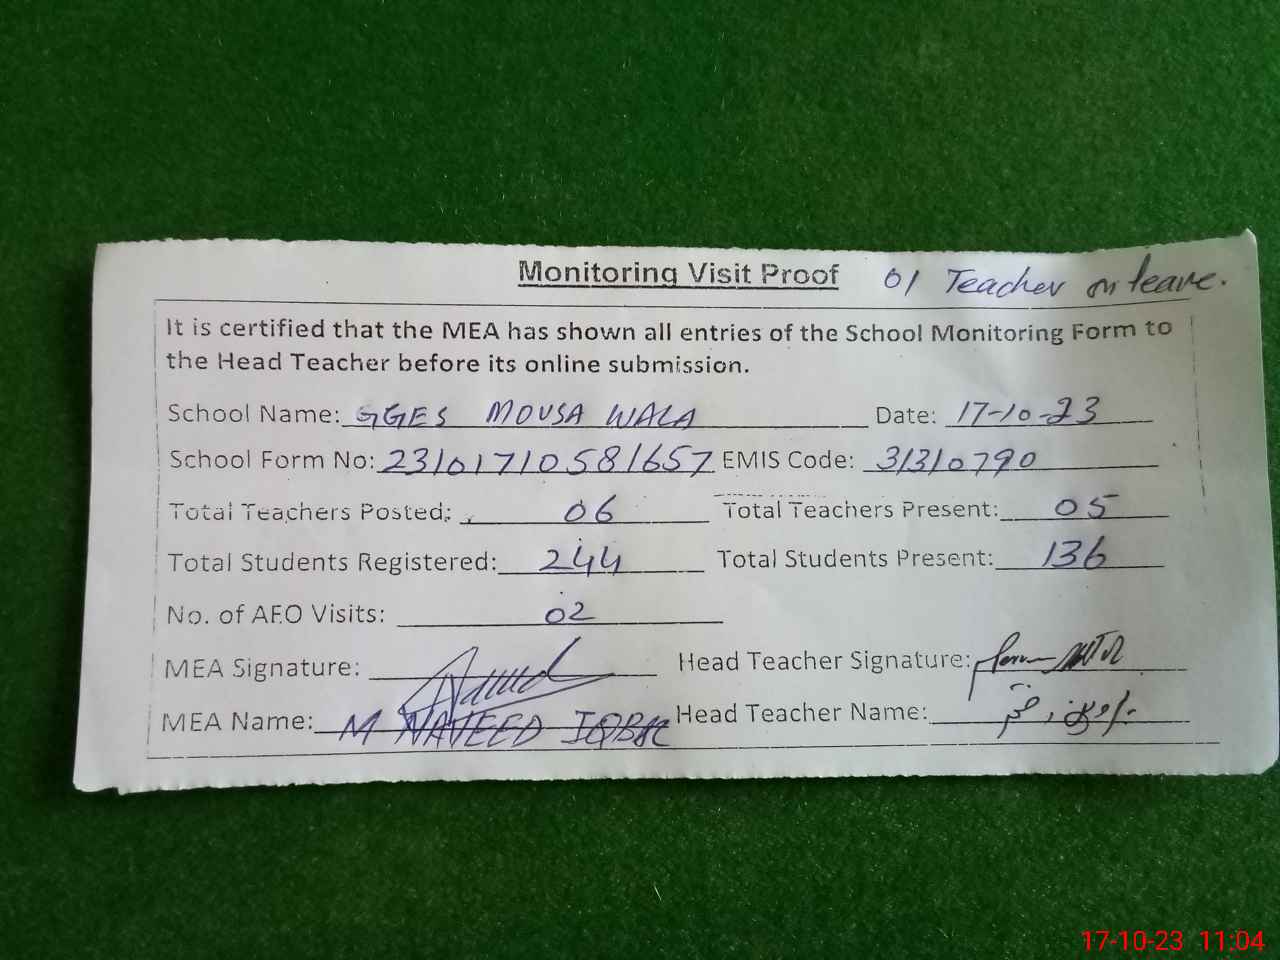 Monitoring Visit Proof 01 Teacher on leave.
It is certified that the MEA has shown all entries of the School Monitoring Form to
the Head Teacher before its online submission.
School Name: GGES MOUSA WALA Date: 17-10-23
School Form No: 23101710581657 EMIS Code: 31310790
Total Teachers Posted: 06 Total Teachers Present: 05
Total Students Registered: 244 Total Students Present: 136
No. of AEO Visits: 02
MEA Signature: Head Teacher Signature:
MEA Name: M NAVEED IQBAL Head Teacher Name:
17-10-23 11:04